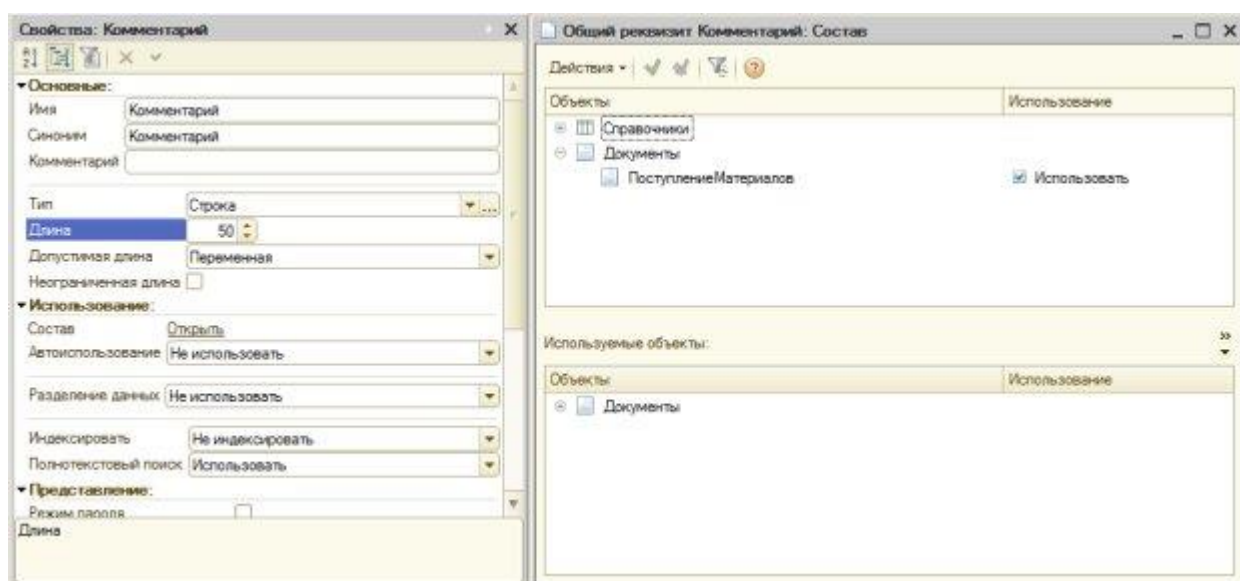 Свойства: Комментарий
Основные:
Имя Комментарий
Синоним Комментарий
Комментарий
Тип Строка
Длина 50
Допустимая длина Переменная
Неограниченная длина
Использование:
Состав Открыть
Автоиспользование Не использовать
Разделение данных Не использовать
Индексировать Не индексировать
Полнотекстовый поиск Использовать
Представление:
Режим пароля
Длина
Общий реквизит Комментарий: Состав
Действия
Объекты Использование
Справочники
Документы
ПоступлениеМатериалов Использовать
Используемые объекты:
Объекты Использование
Документы